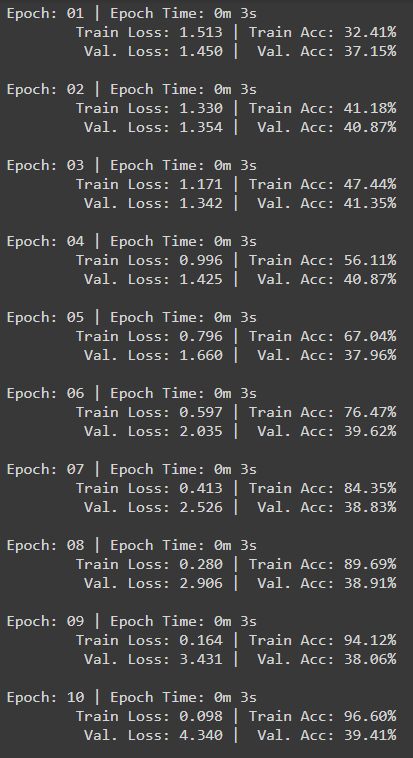 Epoch: 01 | Epoch Time: 0m 3s
        Train Loss: 1.513 | Train Acc: 32.41%
         Val. Loss: 1.450 |  Val. Acc: 37.15%

Epoch: 02 | Epoch Time: 0m 3s
        Train Loss: 1.330 | Train Acc: 41.18%
         Val. Loss: 1.354 |  Val. Acc: 40.87%

Epoch: 03 | Epoch Time: 0m 3s
        Train Loss: 1.171 | Train Acc: 47.44%
         Val. Loss: 1.342 |  Val. Acc: 41.35%

Epoch: 04 | Epoch Time: 0m 3s
        Train Loss: 0.996 | Train Acc: 56.11%
         Val. Loss: 1.425 |  Val. Acc: 40.87%

Epoch: 05 | Epoch Time: 0m 3s
        Train Loss: 0.796 | Train Acc: 67.04%
         Val. Loss: 1.660 |  Val. Acc: 37.96%

Epoch: 06 | Epoch Time: 0m 3s
        Train Loss: 0.597 | Train Acc: 76.47%
         Val. Loss: 2.035 |  Val. Acc: 39.62%

Epoch: 07 | Epoch Time: 0m 3s
        Train Loss: 0.413 | Train Acc: 84.35%
         Val. Loss: 2.526 |  Val. Acc: 38.83%

Epoch: 08 | Epoch Time: 0m 3s
        Train Loss: 0.280 | Train Acc: 89.69%
         Val. Loss: 2.906 |  Val. Acc: 38.91%

Epoch: 09 | Epoch Time: 0m 3s
        Train Loss: 0.164 | Train Acc: 94.12%
         Val. Loss: 3.431 |  Val. Acc: 38.06%

Epoch: 10 | Epoch Time: 0m 3s
        Train Loss: 0.098 | Train Acc: 96.60%
         Val. Loss: 4.340 |  Val. Acc: 39.41%